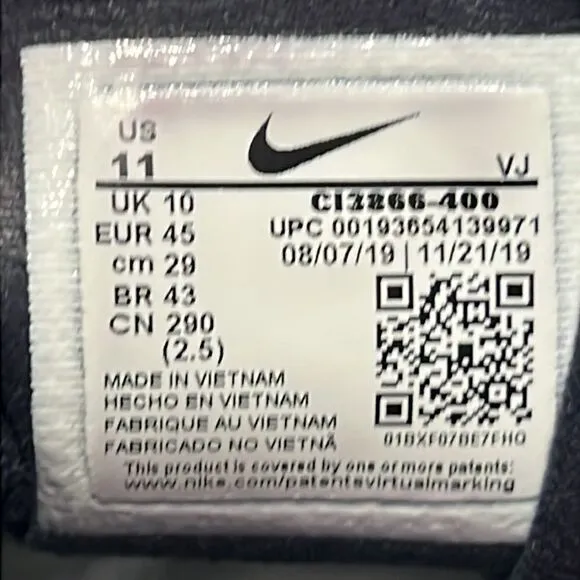 US
11
VJ
UK 10
EUR 45
cm 29
BR 43
CN 290
(2.5)
CI3866-400
UPC 00193654139971
08/07/19 | 11/21/19
MADE IN VIETNAM
HECHO EN VIETNAM
FABRIQUE AU VIETNAM
FABRICADO NO VIETNÃ
This product is covered by one or more patents:
www.nike.com/patentsvirtualmarking